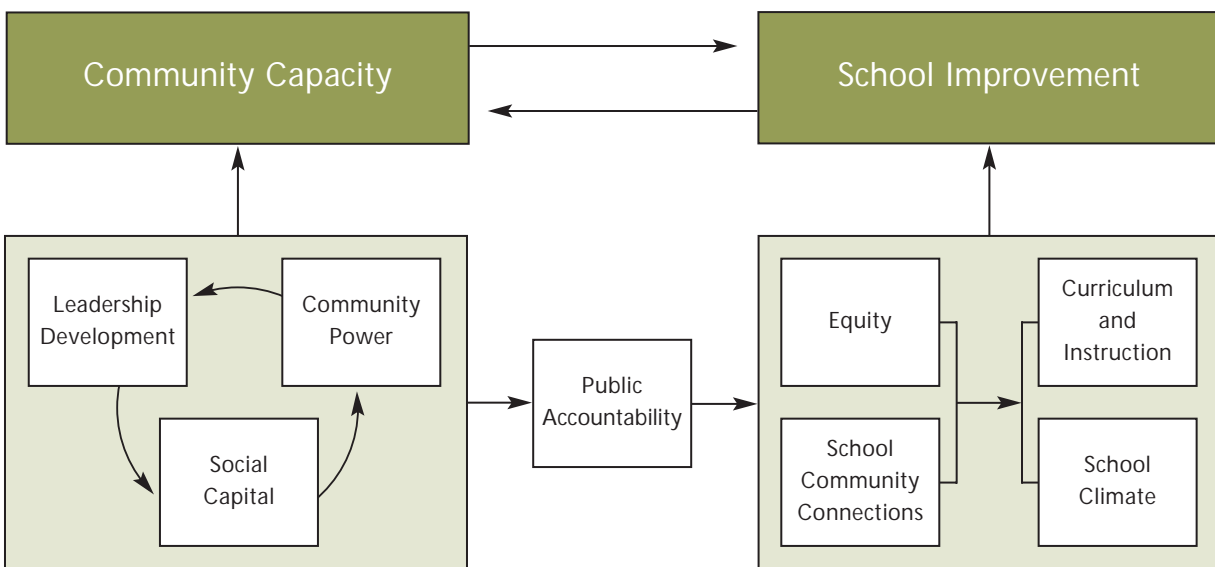 Community Capacity
School Improvement
Leadership
Development
Community
Power
Social
Capital
Public
Accountability
Equity
School
Community
Connections
Curriculum
and
Instruction
School
Climate